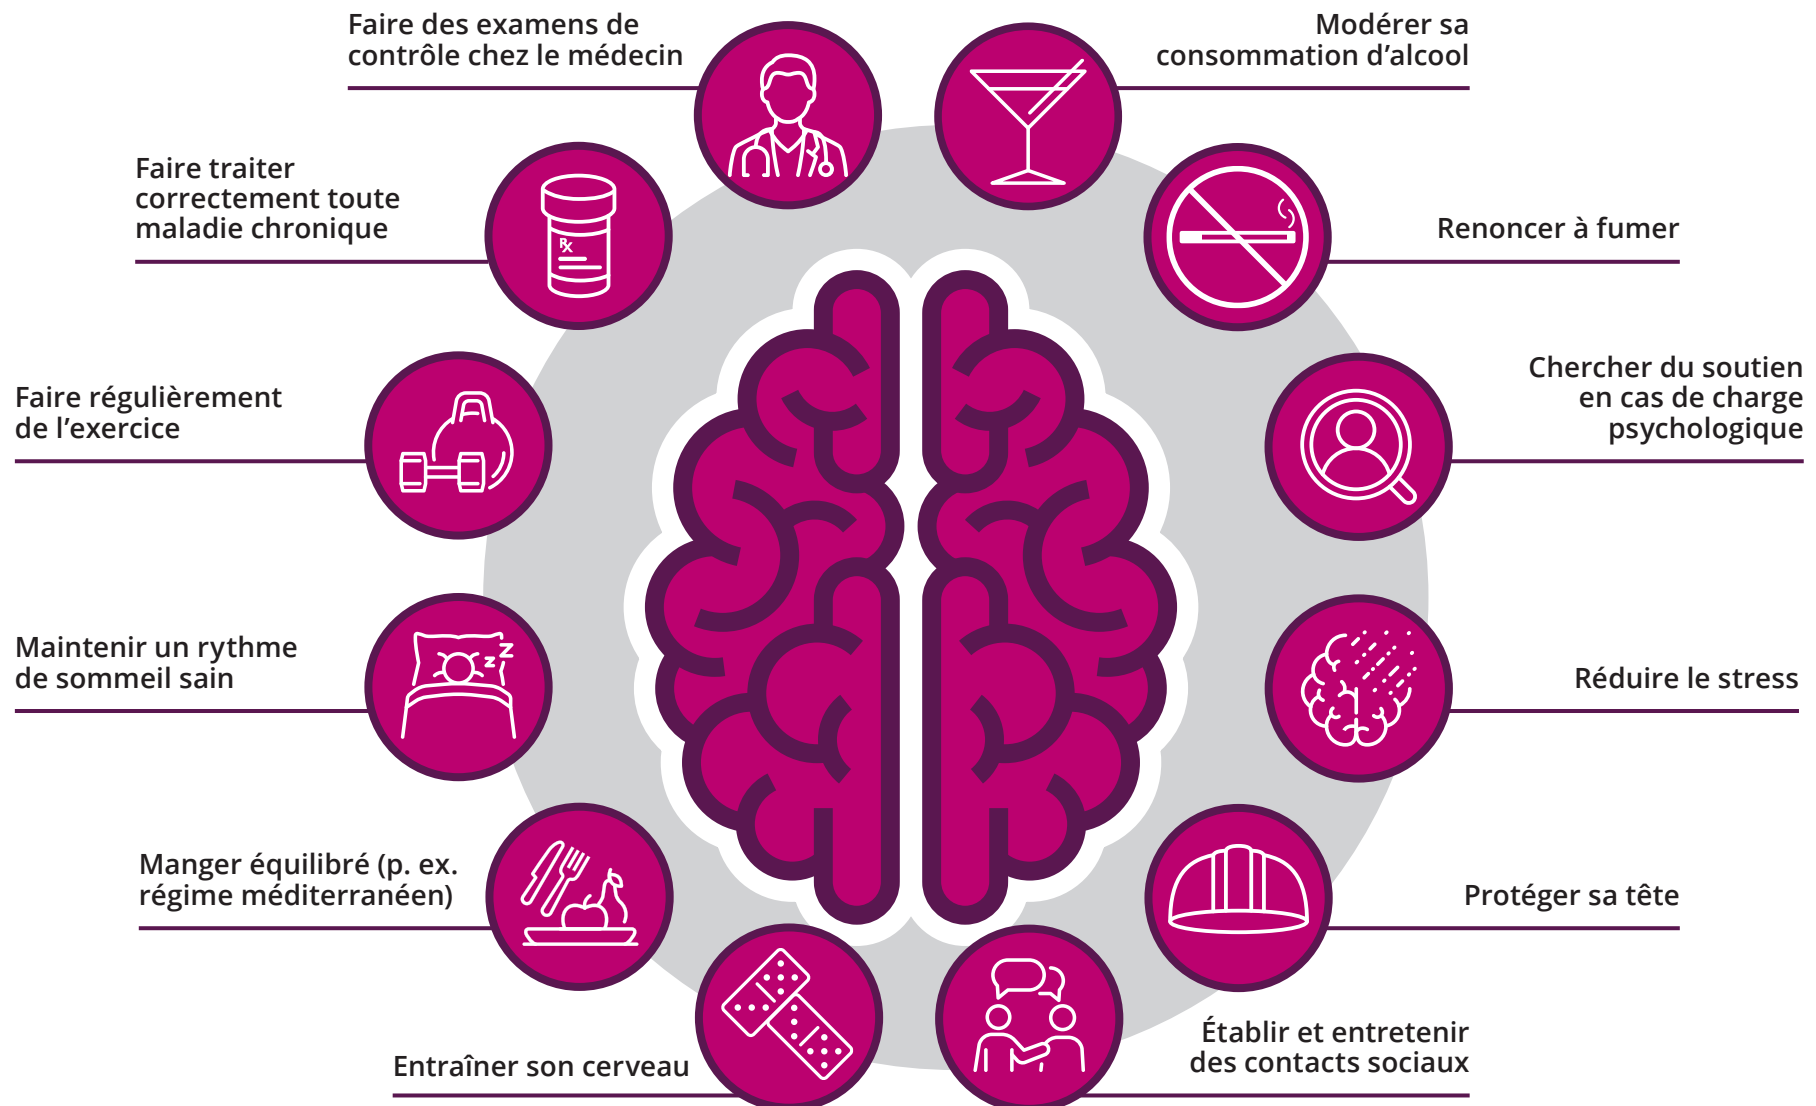 Faire des examens de
contrôle chez le médecin
Modérer sa
consommation d’alcool
Faire traiter
correctement toute
maladie chronique
Renoncer à fumer
Faire régulièrement
de l’exercice
Chercher du soutien
en cas de charge
psychologique
Maintenir un rythme
de sommeil sain
Réduire le stress
Manger équilibré (p. ex.
régime méditerranéen)
Protéger sa tête
Entraîner son cerveau
Établir et entretenir
des contacts sociaux
Rx
z Z